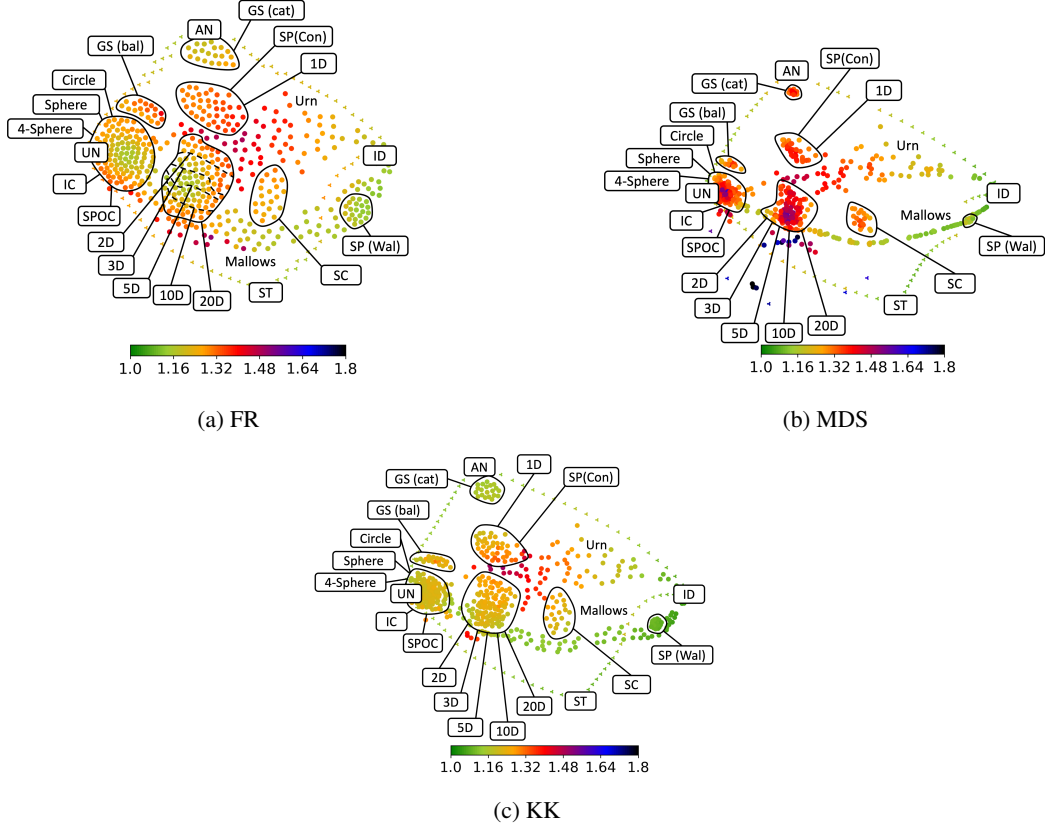 GS (cat)
AN
SP(Con)
GS (bal)
1D
Circle
Urn
Sphere
4-Sphere
UN
ID
IC
SPOC
2D
SP (Wal)
3D
Mallows
SC
5D
10D
20D
ST
1.0 1.16 1.32 1.48 1.64 1.8
(a) FR
SP(Con)
AN
GS (cat)
1D
GS (bal)
Circle
Urn
Sphere
4-Sphere
UN
ID
IC
Mallows
SPOC
SP (Wal)
2D
SC
3D
ST
5D
10D
20D
1.0 1.16 1.32 1.48 1.64 1.8
(b) MDS
AN
1D
GS (cat)
SP(Con)
GS (bal)
Circle
Urn
Sphere
4-Sphere
UN
ID
IC
Mallows
SPOC
SP (Wal)
2D
SC
3D
20D
ST
5D
10D
1.0 1.16 1.32 1.48 1.64 1.8
(c) KK